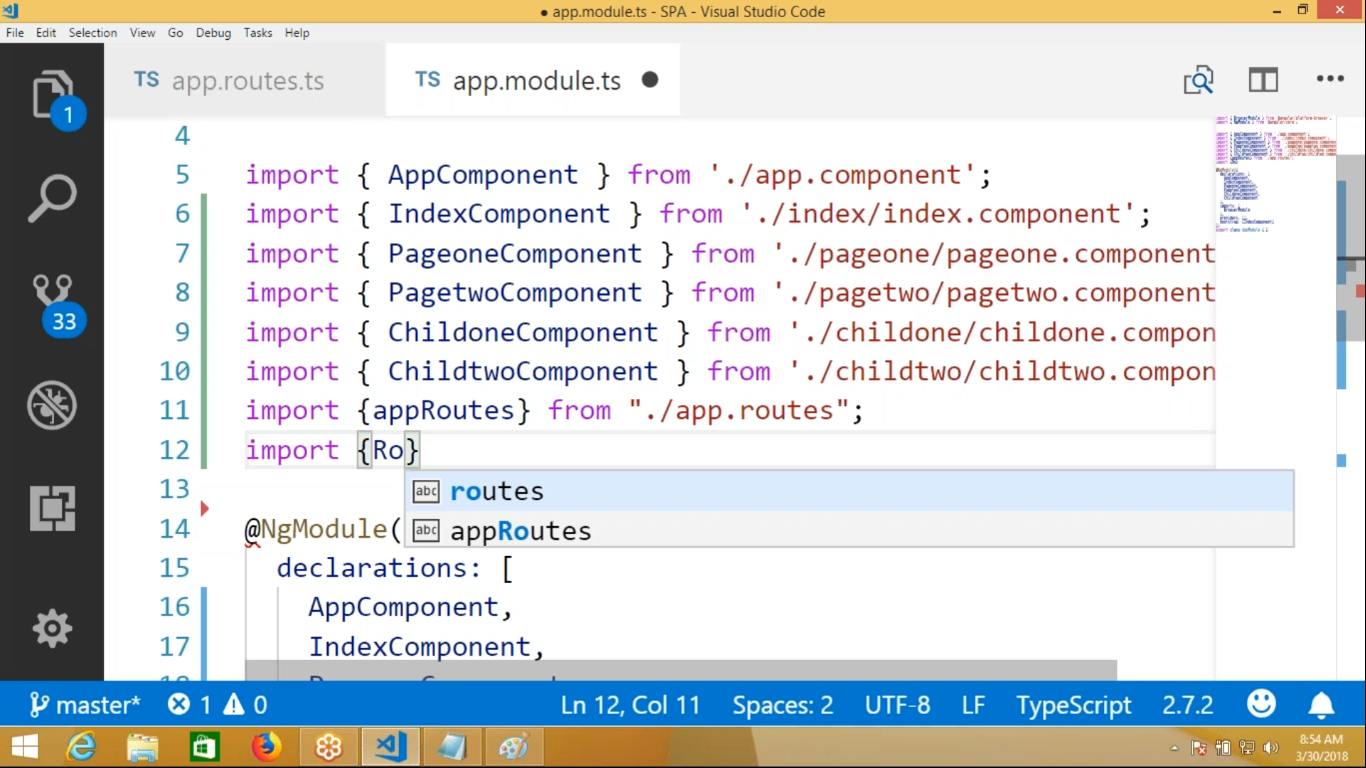 ● app.module.ts - SPA - Visual Studio Code
File Edit Selection View Go Debug Tasks Help
TS app.routes.ts TS app.module.ts ●
1
33
4
5 import { AppComponent } from './app.component';
6 import { IndexComponent } from './index/index.component';
7 import { PageoneComponent } from './pageone/pageone.component
8 import { PagetwoComponent } from './pagetwo/pagetwo.component
9 import { ChildoneComponent } from './childone/childone.compon
10 import { ChildtwoComponent } from './childtwo/childtwo.compon
11 import {appRoutes} from "./app.routes";
12 import {Ro}
13
abc routes
14 @NgModule(
abc appRoutes
15 declarations: [
16 AppComponent,
17 IndexComponent,
master* 1 0 Ln 12, Col 11 Spaces: 2 UTF-8 LF TypeScript 2.7.2
8:54 AM
3/30/2018